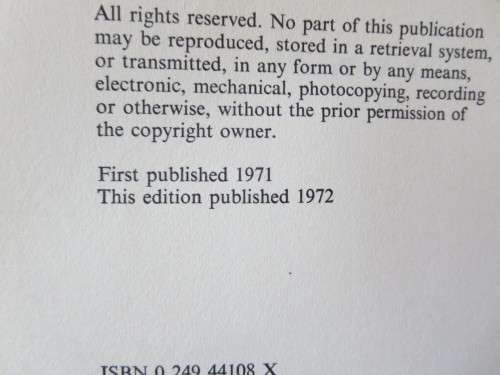 All rights reserved. No part of this publication
may be reproduced, stored in a retrieval system,
or transmitted, in any form or by any means,
electronic, mechanical, photocopying, recording
or otherwise, without the prior permission of
the copyright owner.
First published 1971
This edition published 1972
ISBN 0 249 44108 X